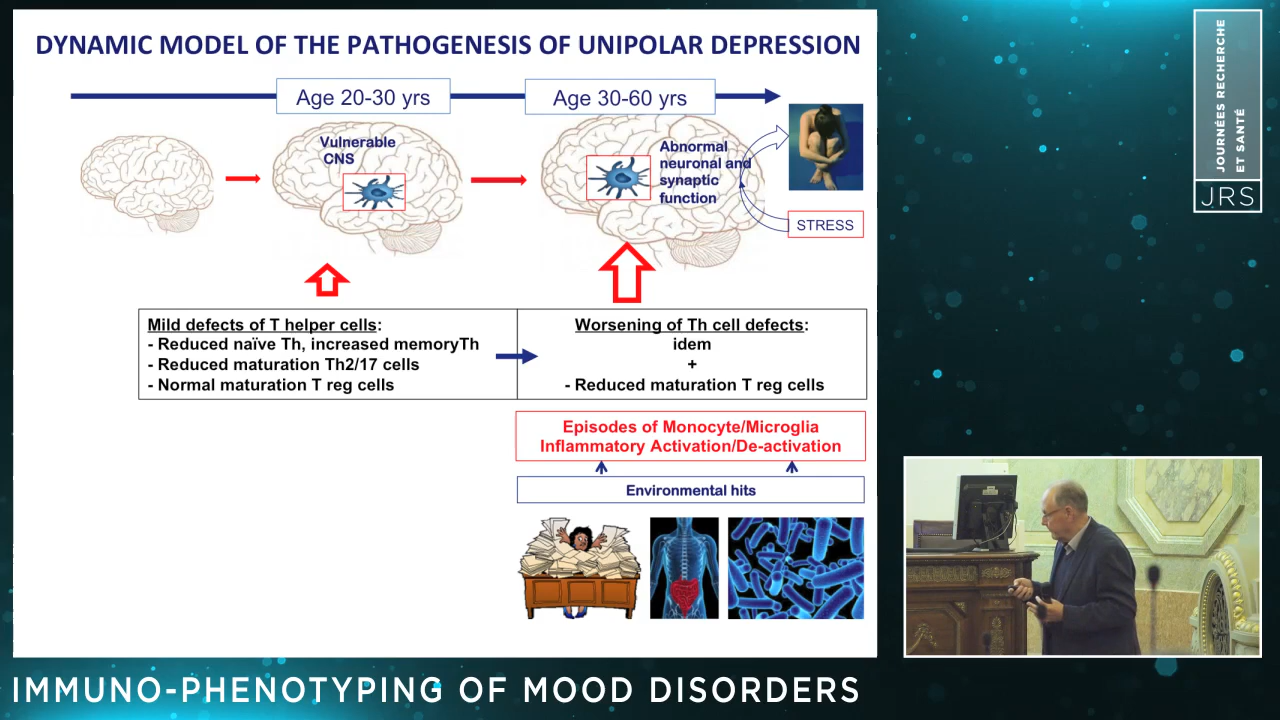 DYNAMIC MODEL OF THE PATHOGENESIS OF UNIPOLAR DEPRESSION
Age 20-30 yrs
Age 30-60 yrs
Vulnerable
CNS
Abnormal
neuronal and
synaptic
function
STRESS
Mild defects of T helper cells:
- Reduced naïve Th, increased memoryTh
- Reduced maturation Th2/17 cells
- Normal maturation T reg cells
Worsening of Th cell defects:
idem
+
- Reduced maturation T reg cells
Episodes of Monocyte/Microglia
Inflammatory Activation/De-activation
Environmental hits
JOURNÉES RECHERCHE
ET SANTÉ
JRS
IMMUNO-PHENOTYPING OF MOOD DISORDERS